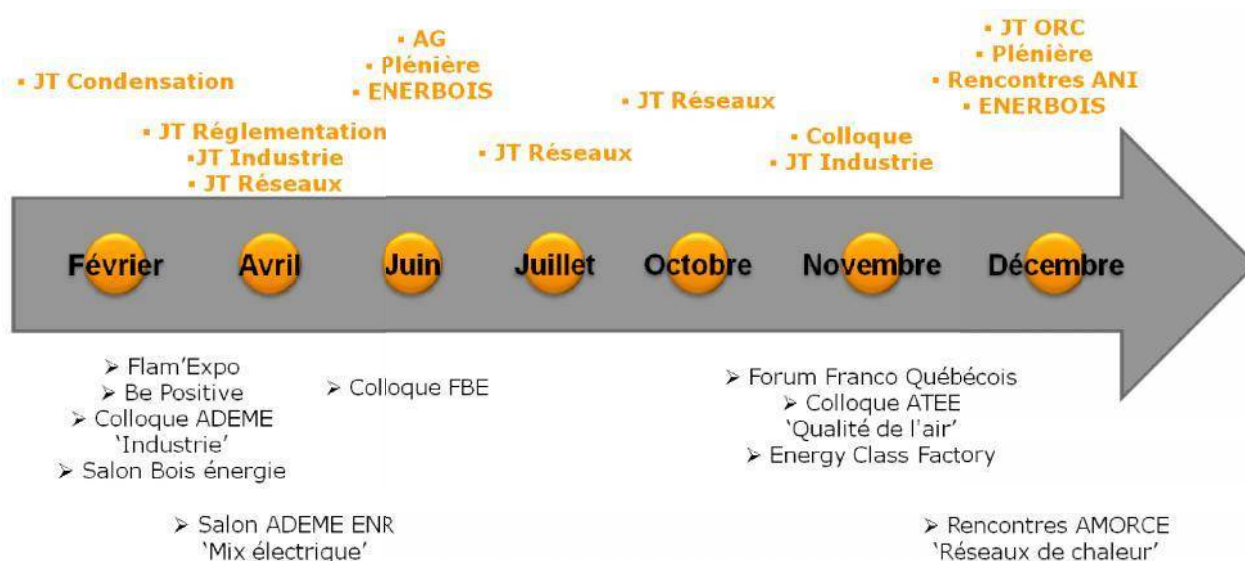 ▪ JT Condensation
▪ JT Réglementation
▪JT Industrie
▪ JT Réseaux
▪ AG
▪ Plénière
▪ ENERBOIS
▪ JT Réseaux
▪ JT Réseaux
▪ Colloque
▪ JT Industrie
▪ JT ORC
▪ Plénière
▪ Rencontres ANI
▪ ENERBOIS
Février Avril Juin Juillet Octobre Novembre Décembre
➢ Flam'Expo
➢ Be Positive
➢ Colloque ADEME
'Industrie'
➢ Salon Bois énergie
➢ Salon ADEME ENR
'Mix électrique'
➢ Colloque FBE
➢ Forum Franco Québécois
➢ Colloque ATEE
'Qualité de l'air'
➢ Energy Class Factory
➢ Rencontres AMORCE
'Réseaux de chaleur'